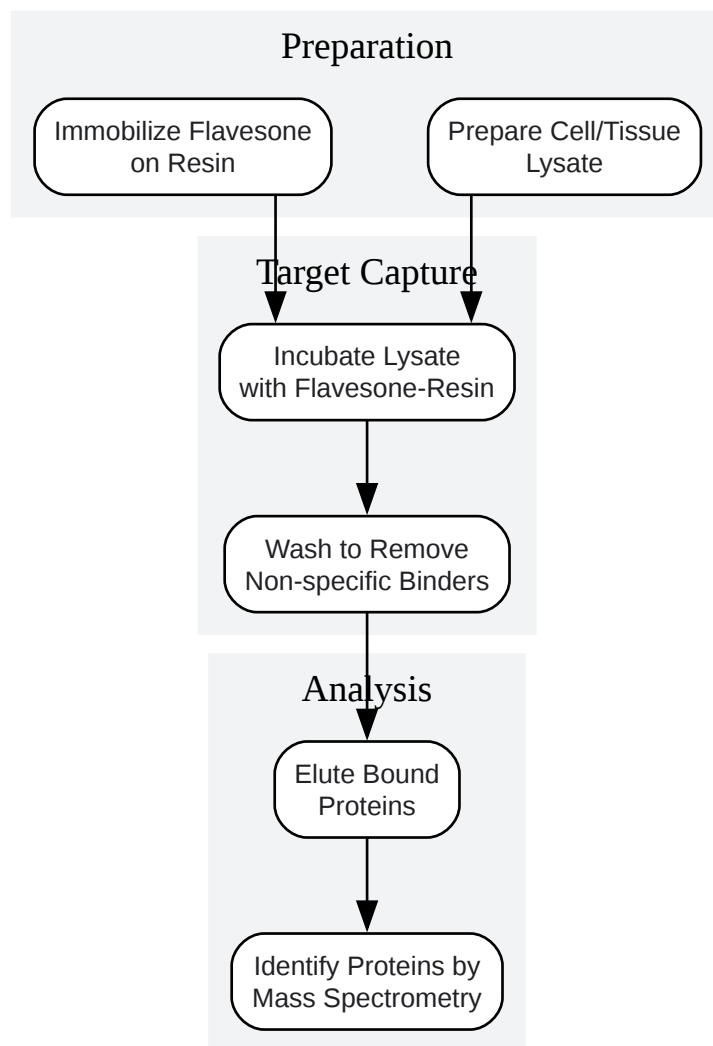 Preparation
Immobilize Flavesone
on Resin
Prepare Cell/Tissue
Lysate
Target Capture
Incubate Lysate
with Flavesone-Resin
Wash to Remove
Non-specific Binders
Analysis
Elute Bound
Proteins
Identify Proteins by
Mass Spectrometry